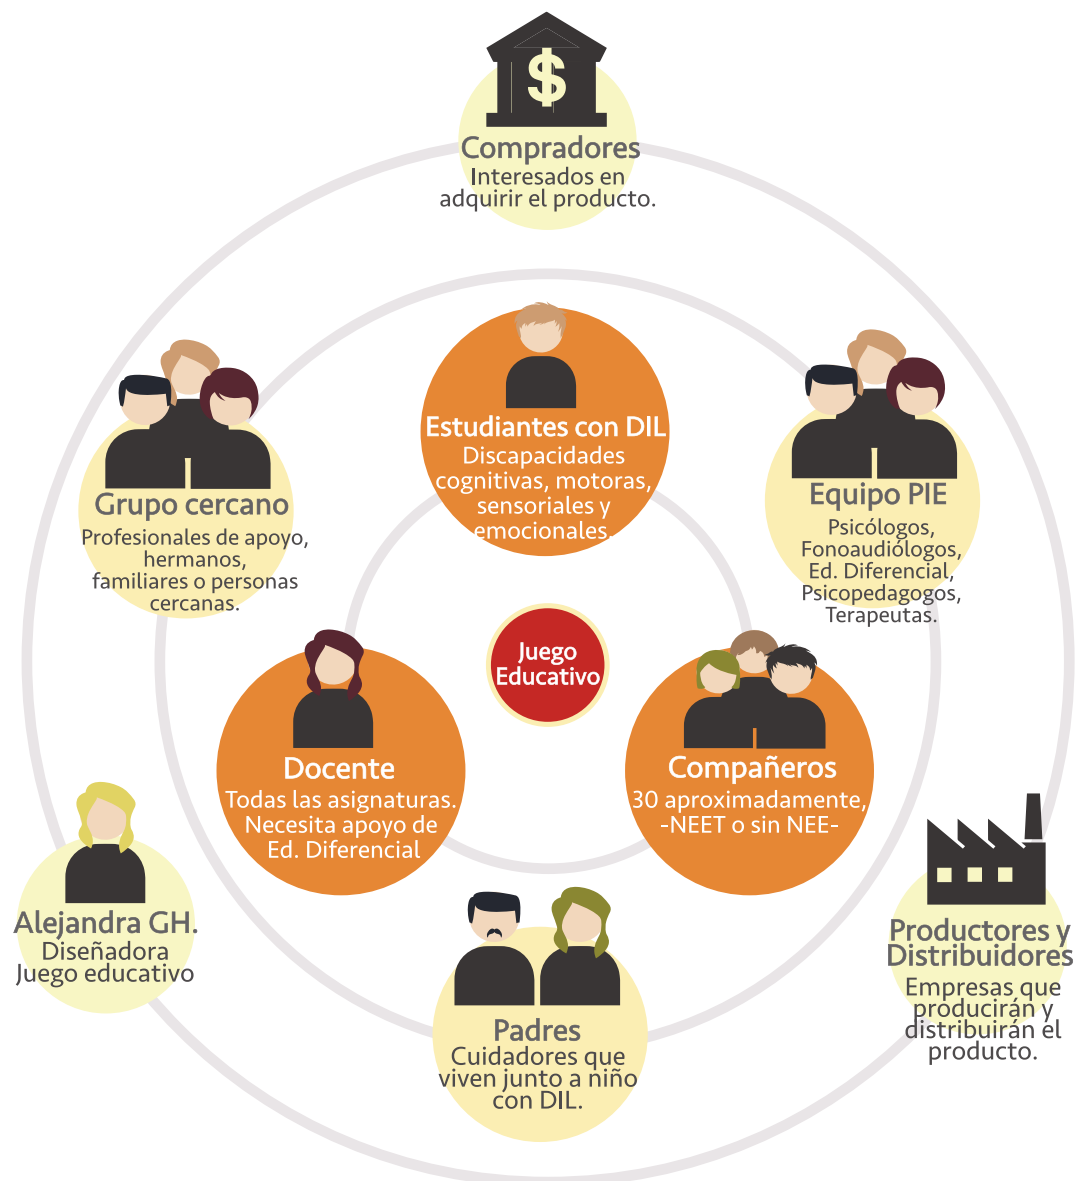 $
Compradores
Interesados en
adquirir el producto.
Estudiantes con DIL
Discapacidades
cognitivas, motoras,
sensoriales y
emocionales.
Grupo cercano
Profesionales de apoyo,
hermanos,
familiares o personas
cercanas.
Equipo PIE
Psicólogos,
Fonoaudiólogos,
Ed. Diferencial,
Psicopedagogos,
Terapeutas.
Juego
Educativo
Docente
Todas las asignaturas.
Necesita apoyo de
Ed. Diferencial
Compañeros
30 aproximadamente,
-NEET o sin NEE-
Alejandra GH.
Diseñadora
Juego educativo
Productores y
Distribuidores
Empresas que
producirán y
distribuirán el
producto.
Padres
Cuidadores que
viven junto a niño
con DIL.